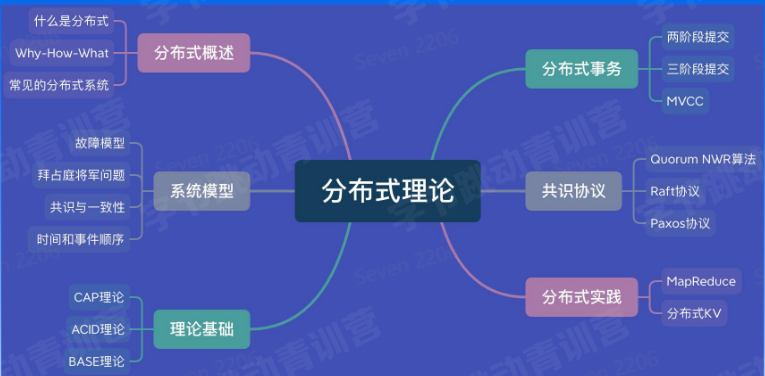 什么是分布式
Why-How-What
常见的分布式系统
分布式概述
故障模型
拜占庭将军问题
共识与一致性
时间和事件顺序
系统模型
CAP理论
ACID理论
BASE理论
理论基础
分布式理论
分布式事务
两阶段提交
三阶段提交
MVCC
共识协议
Quorum NWR算法
Raft协议
Paxos协议
分布式实践
MapReduce
分布式KV
字节跳动青训营
Seven 2206